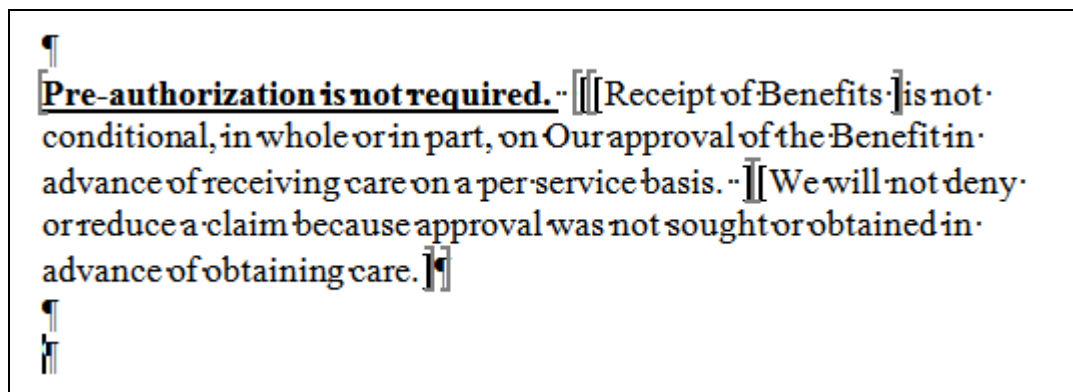 ¶
[Pre-authorization is not required.  [[[Receipt of Benefits ]is not
conditional, in whole or in part, on Our approval of the Benefit in
advance of receiving care on a per service basis.  ]][We will not deny
or reduce a claim because approval was not sought or obtained in
advance of obtaining care.]¶]
¶
¶